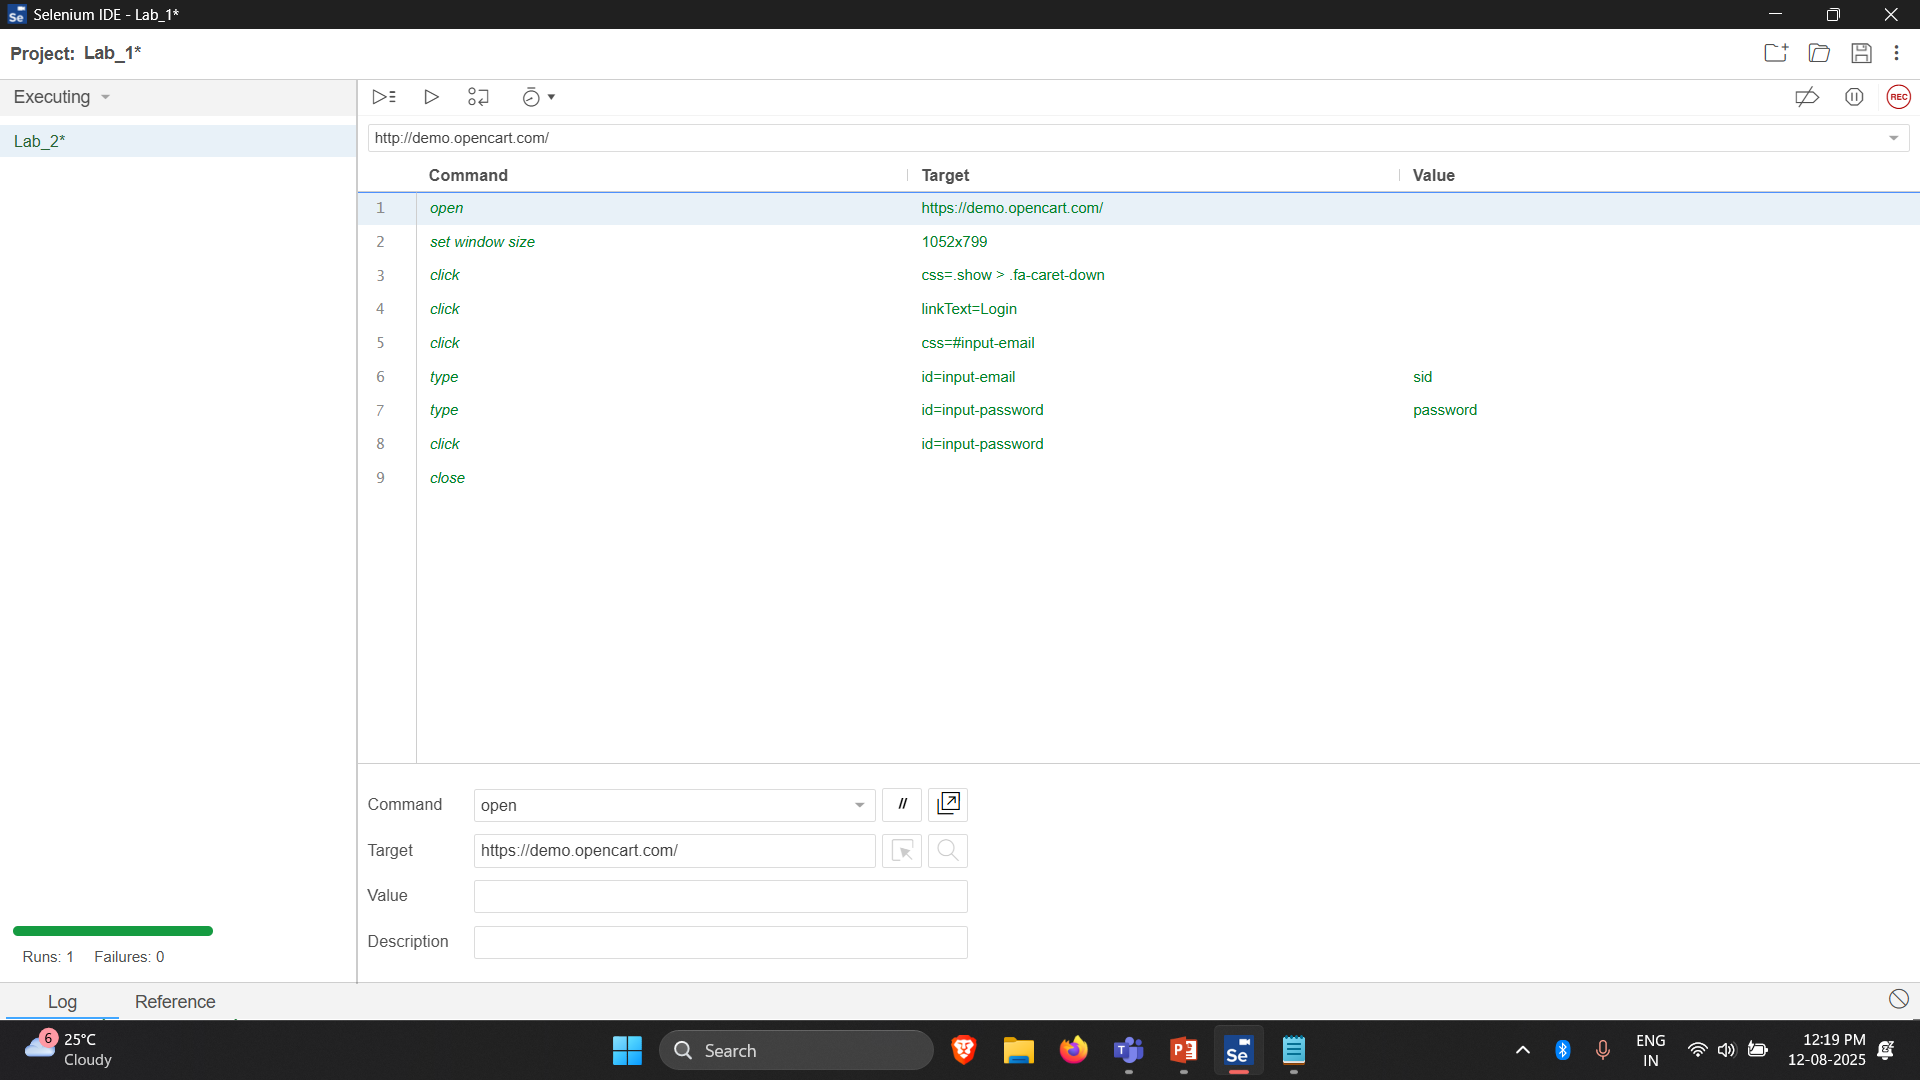 Selenium IDE - Lab_1*
Project: Lab_1*
Executing
Lab_2*
REC
http://demo.opencart.com/
Command Target Value
1 open https://demo.opencart.com/
2 set window size 1052x799
3 click css=.show > .fa-caret-down
4 click linkText=Login
5 click css=#input-email
6 type id=input-email sid
7 type id=input-password password
8 click id=input-password
9 close
Command open //
Target https://demo.opencart.com/
Value
Description
Runs: 1 Failures: 0
Log Reference
6 25°C
Cloudy
Search
Se
ENG
IN
12:19 PM
12-08-2025